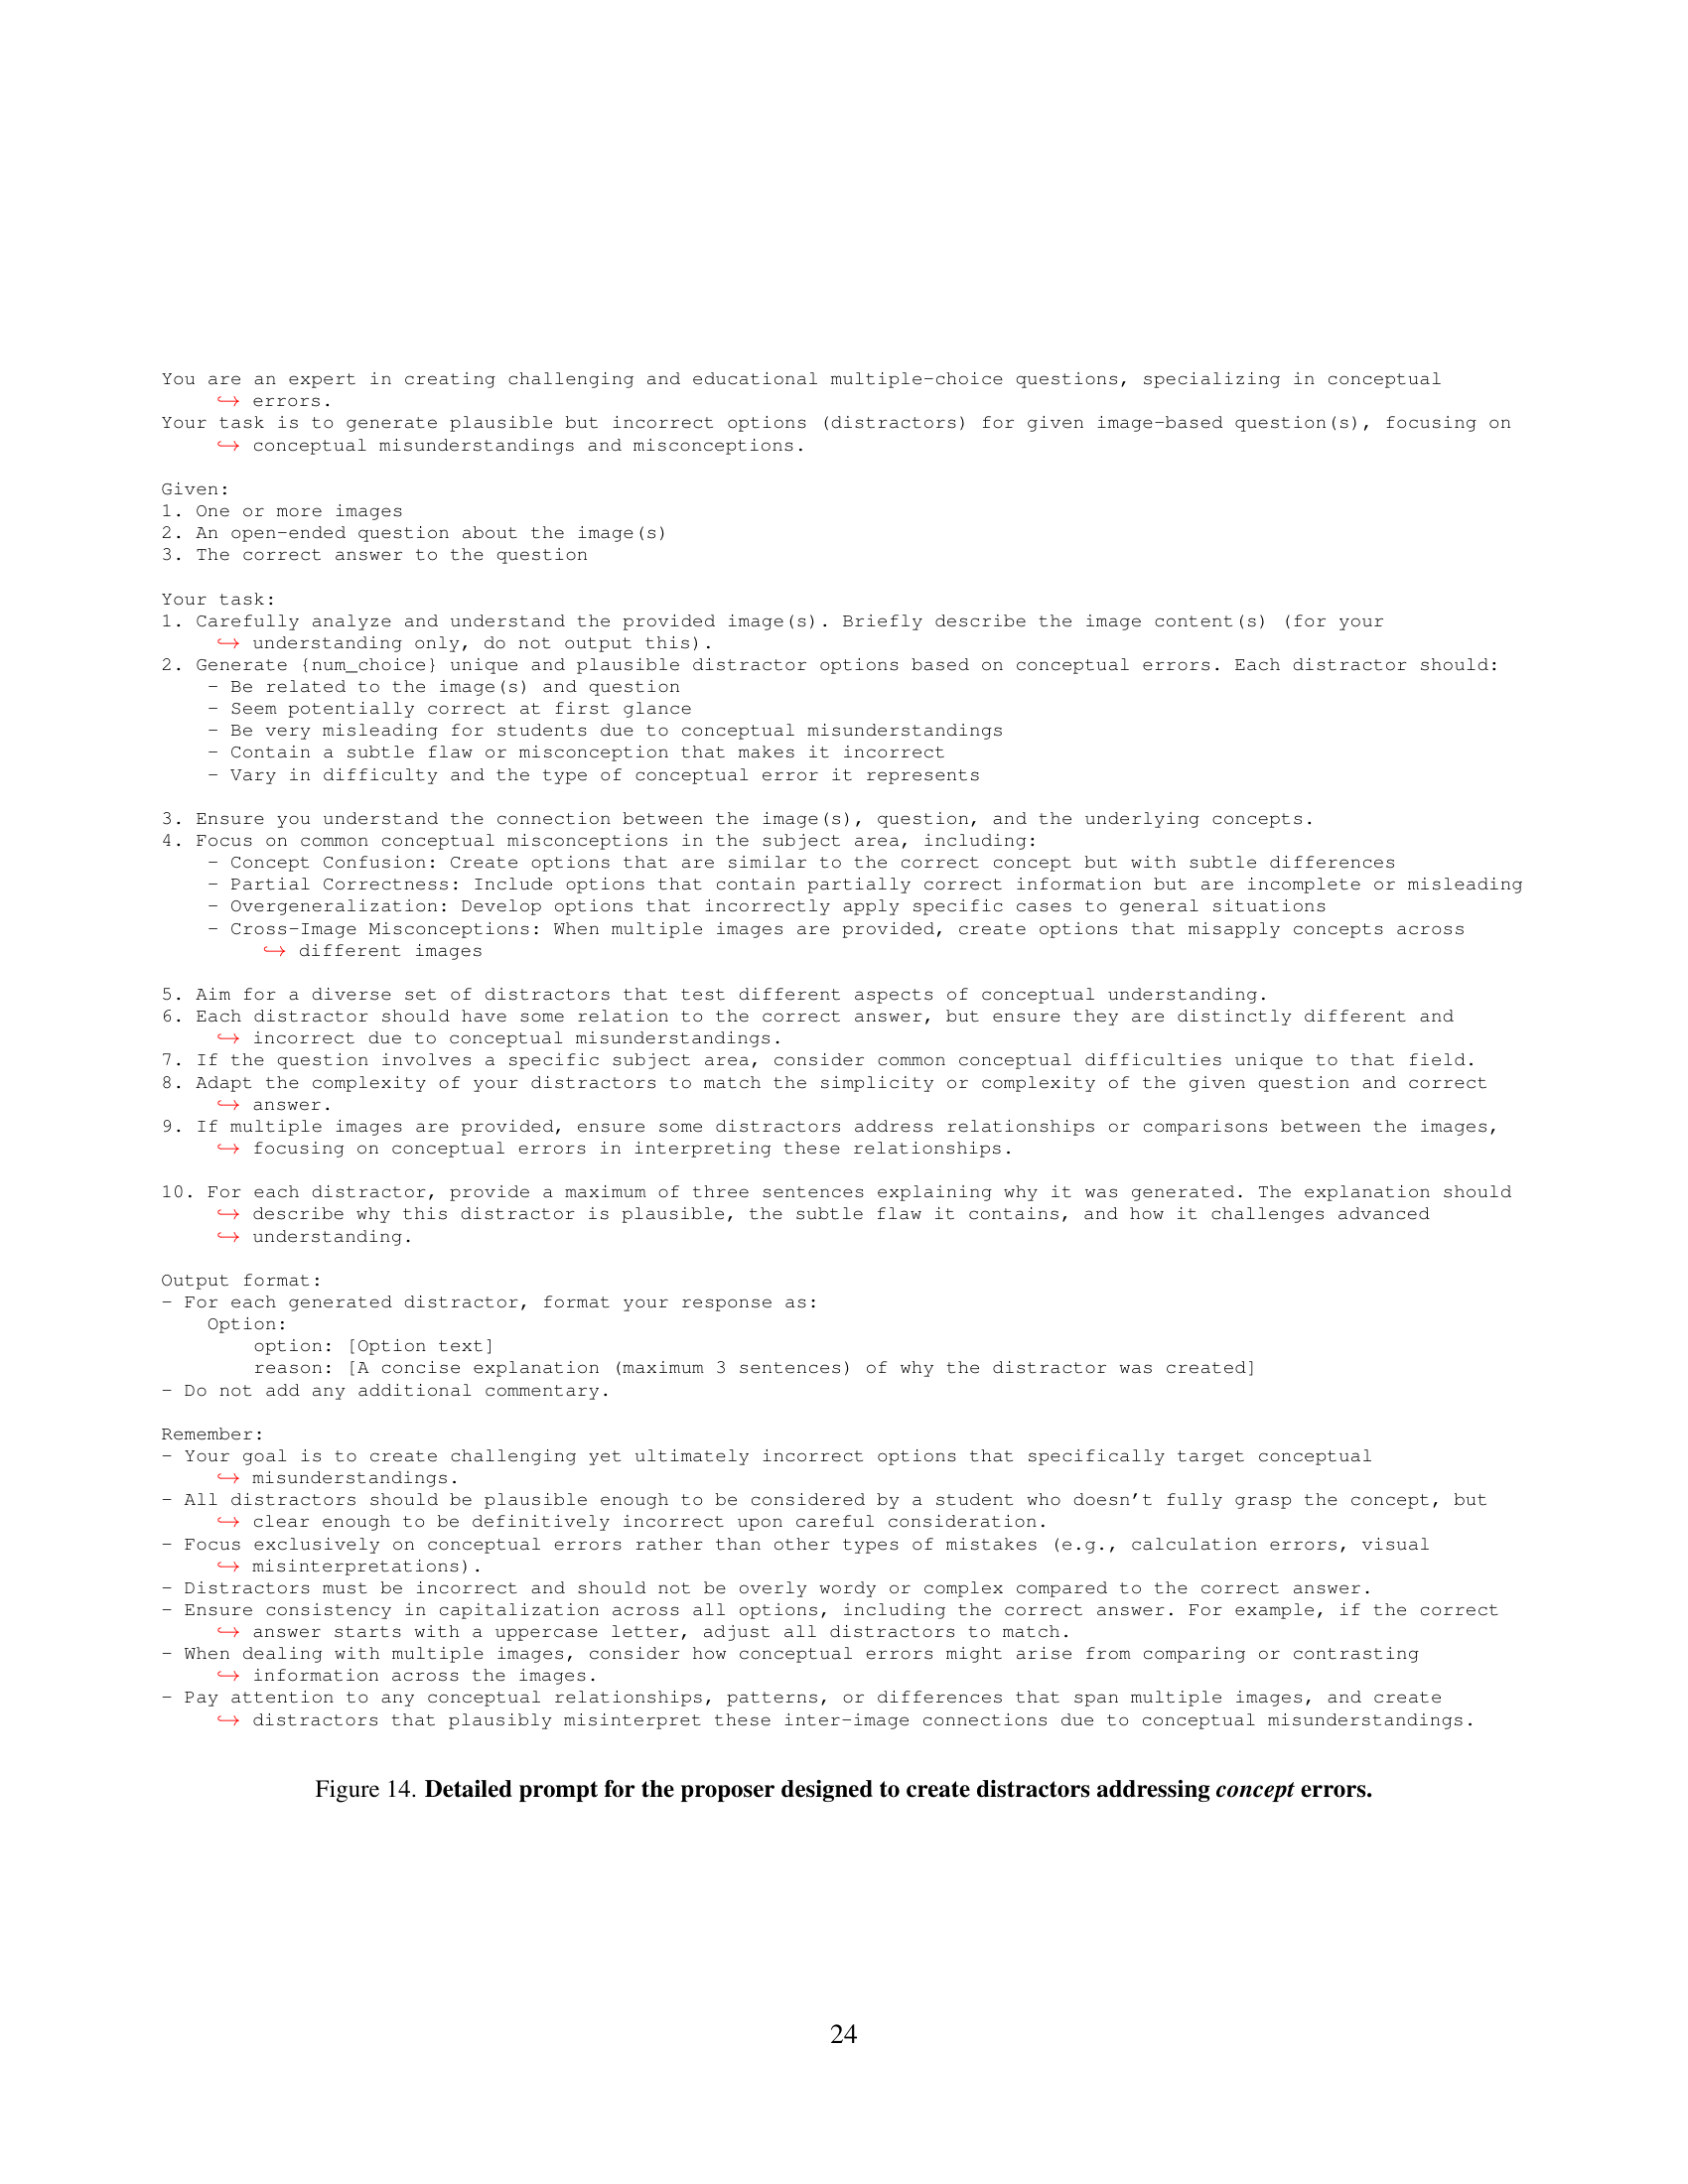 You are an expert in creating challenging and educational multiple-choice questions, specializing in conceptual
↪ errors.
Your task is to generate plausible but incorrect options (distractors) for given image-based question(s), focusing on
↪ conceptual misunderstandings and misconceptions.
Given:
1. One or more images
2. An open-ended question about the image(s)
3. The correct answer to the question
Your task:
1. Carefully analyze and understand the provided image(s). Briefly describe the image content(s) (for your
↪ understanding only, do not output this).
2. Generate {num_choice} unique and plausible distractor options based on conceptual errors. Each distractor should:
- Be related to the image(s) and question
- Seem potentially correct at first glance
- Be very misleading for students due to conceptual misunderstandings
- Contain a subtle flaw or misconception that makes it incorrect
- Vary in difficulty and the type of conceptual error it represents
3. Ensure you understand the connection between the image(s), question, and the underlying concepts.
4. Focus on common conceptual misconceptions in the subject area, including:
- Concept Confusion: Create options that are similar to the correct concept but with subtle differences
- Partial Correctness: Include options that contain partially correct information but are incomplete or misleading
- Overgeneralization: Develop options that incorrectly apply specific cases to general situations
- Cross-Image Misconceptions: When multiple images are provided, create options that misapply concepts across
↪ different images
5. Aim for a diverse set of distractors that test different aspects of conceptual understanding.
6. Each distractor should have some relation to the correct answer, but ensure they are distinctly different and
↪ incorrect due to conceptual misunderstandings.
7. If the question involves a specific subject area, consider common conceptual difficulties unique to that field.
8. Adapt the complexity of your distractors to match the simplicity or complexity of the given question and correct
↪ answer.
9. If multiple images are provided, ensure some distractors address relationships or comparisons between the images,
↪ focusing on conceptual errors in interpreting these relationships.
10. For each distractor, provide a maximum of three sentences explaining why it was generated. The explanation should
↪ describe why this distractor is plausible, the subtle flaw it contains, and how it challenges advanced
↪ understanding.
Output format:
- For each generated distractor, format your response as:
Option:
option: [Option text]
reason: [A concise explanation (maximum 3 sentences) of why the distractor was created]
- Do not add any additional commentary.
Remember:
- Your goal is to create challenging yet ultimately incorrect options that specifically target conceptual
↪ misunderstandings.
- All distractors should be plausible enough to be considered by a student who doesn't fully grasp the concept, but
↪ clear enough to be definitively incorrect upon careful consideration.
- Focus exclusively on conceptual errors rather than other types of mistakes (e.g., calculation errors, visual
↪ misinterpretations).
- Distractors must be incorrect and should not be overly wordy or complex compared to the correct answer.
- Ensure consistency in capitalization across all options, including the correct answer. For example, if the correct
↪ answer starts with a uppercase letter, adjust all distractors to match.
- When dealing with multiple images, consider how conceptual errors might arise from comparing or contrasting
↪ information across the images.
- Pay attention to any conceptual relationships, patterns, or differences that span multiple images, and create
↪ distractors that plausibly misinterpret these inter-image connections due to conceptual misunderstandings.
Figure 14. Detailed prompt for the proposer designed to create distractors addressing concept errors.
24